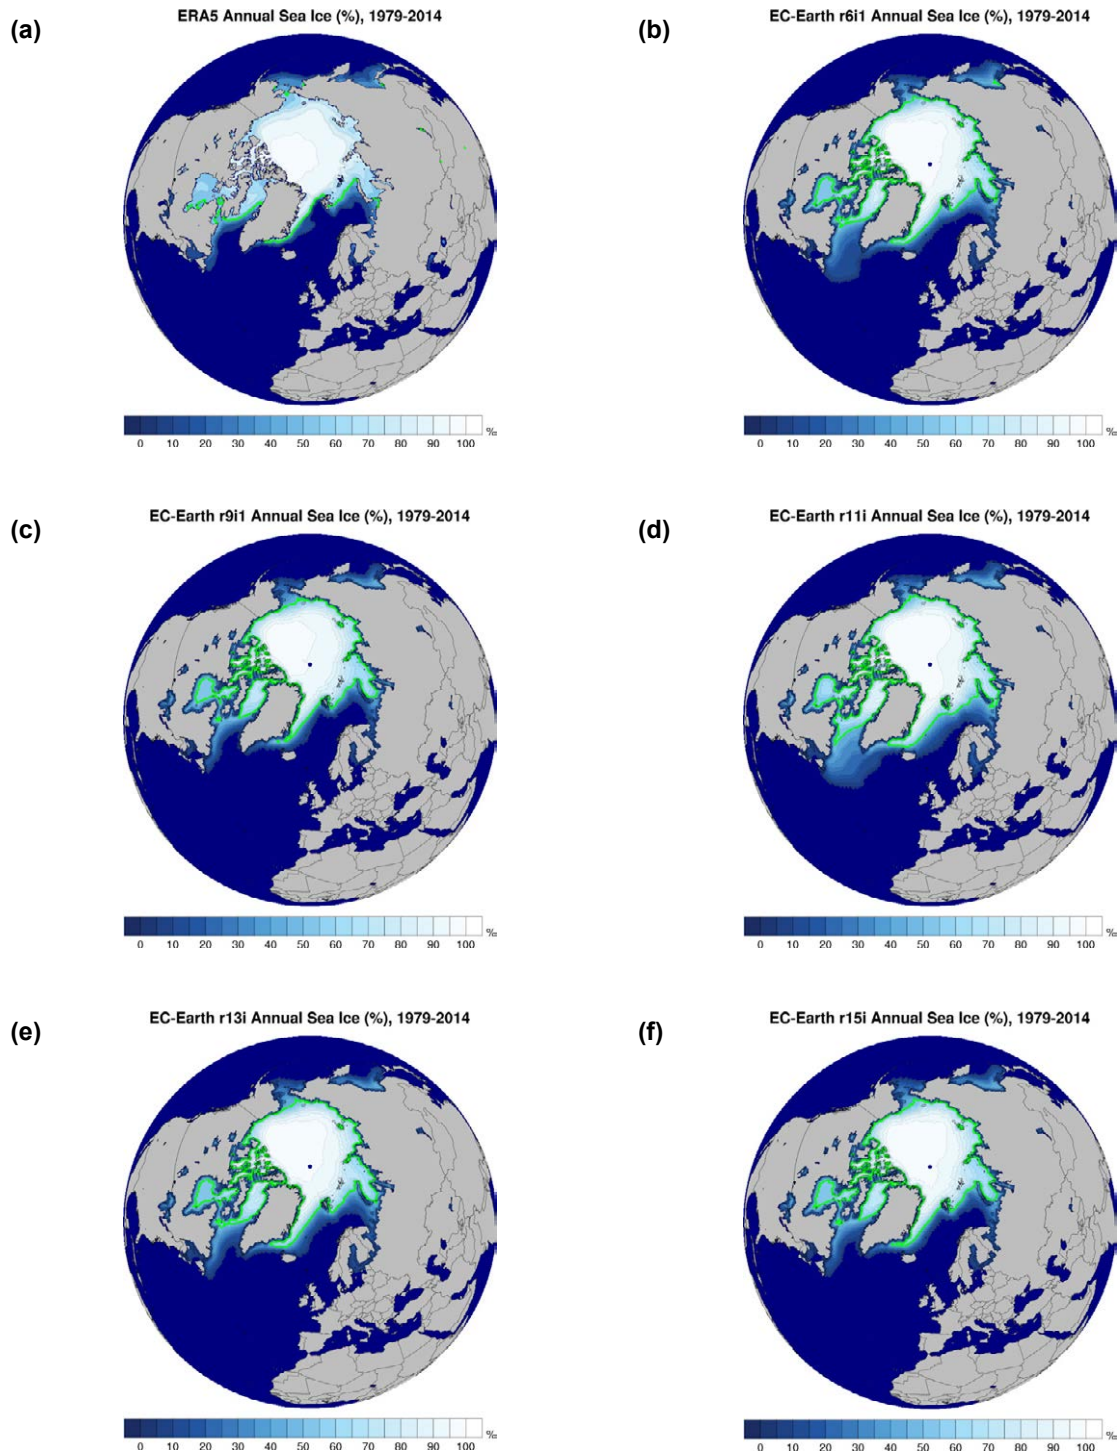 (a)
ERA5 Annual Sea Ice (%), 1979-2014
0 10 20 30 40 50 60 70 80 90 100 %
(b)
EC-Earth r6i1 Annual Sea Ice (%), 1979-2014
0 10 20 30 40 50 60 70 80 90 100 %
(c)
EC-Earth r9i1 Annual Sea Ice (%), 1979-2014
0 10 20 30 40 50 60 70 80 90 100 %
(d)
EC-Earth r11i Annual Sea Ice (%), 1979-2014
0 10 20 30 40 50 60 70 80 90 100 %
(e)
EC-Earth r13i Annual Sea Ice (%), 1979-2014
0 10 20 30 40 50 60 70 80 90 100 %
(f)
EC-Earth r15i Annual Sea Ice (%), 1979-2014
0 10 20 30 40 50 60 70 80 90 100 %